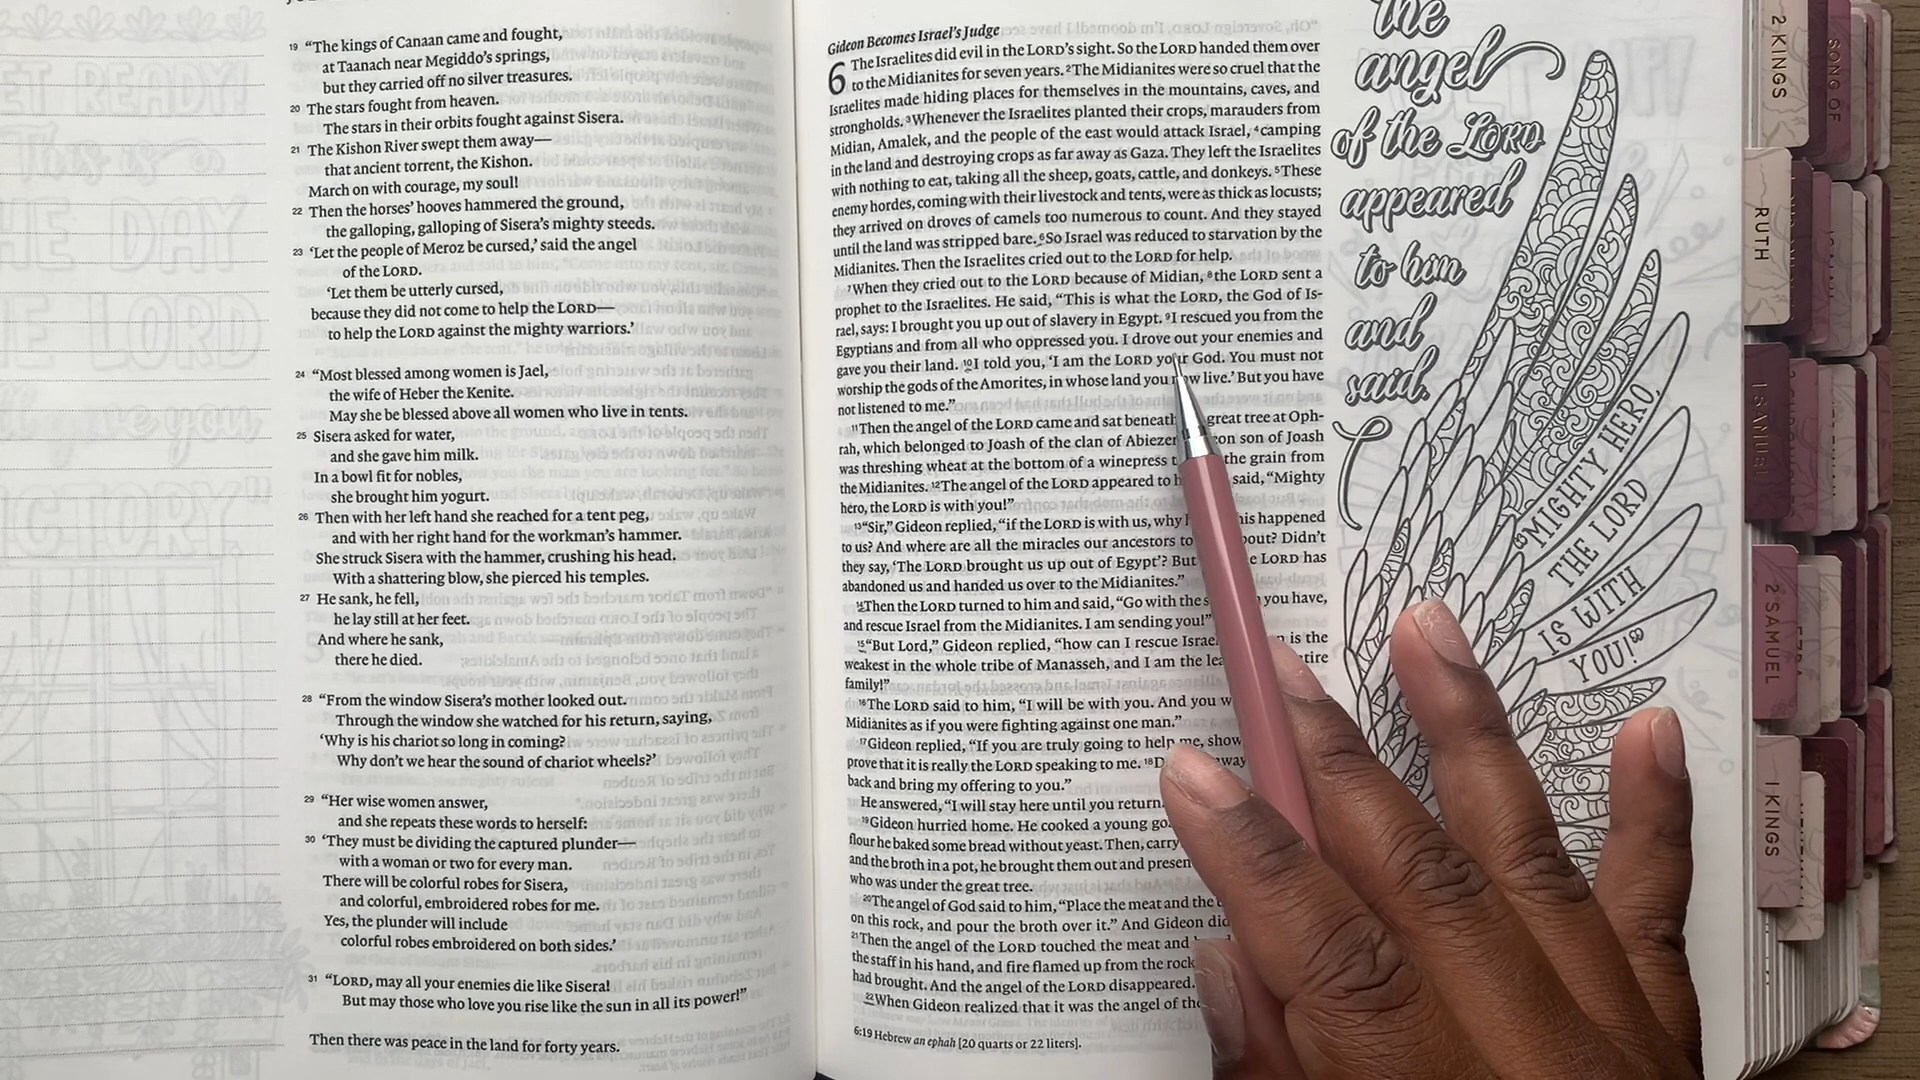 19 “The kings of Canaan came and fought,
at Taanach near Megiddo’s springs,
but they carried off no silver treasures.
20 The stars fought from heaven.
The stars in their orbits fought against Sisera.
21 The Kishon River swept them away—
that ancient torrent, the Kishon.
March on with courage, my soul!
22 Then the horses’ hooves hammered the ground,
the galloping, galloping of Sisera’s mighty steeds.
23 ‘Let the people of Meroz be cursed,’ said the angel
of the LORD.
‘Let them be utterly cursed,
because they did not come to help the LORD—
to help the LORD against the mighty warriors.’
24 “Most blessed among women is Jael,
the wife of Heber the Kenite.
May she be blessed above all women who live in tents.
25 Sisera asked for water,
and she gave him milk.
In a bowl fit for nobles,
she brought him yogurt.
26 Then with her left hand she reached for a tent peg,
and with her right hand for the workman’s hammer.
She struck Sisera with the hammer, crushing his head.
With a shattering blow, she pierced his temples.
27 He sank, he fell,
he lay still at her feet.
And where he sank,
there he died.
28 “From the window Sisera’s mother looked out.
Through the window she watched for his return, saying,
‘Why is his chariot so long in coming?
Why don’t we hear the sound of chariot wheels?’
29 “Her wise women answer,
and she repeats these words to herself:
30 ‘They must be dividing the captured plunder—
with a woman or two for every man.
There will be colorful robes for Sisera,
and colorful, embroidered robes for me.
Yes, the plunder will include
colorful robes embroidered on both sides.’
31 “LORD, may all your enemies die like Sisera!
But may those who love you rise like the sun in all its power!”
Then there was peace in the land for forty years.
Gideon Becomes Israel’s Judge
6 The Israelites did evil in the LORD’s sight. So the LORD handed them over
to the Midianites for seven years. 2The Midianites were so cruel that the
Israelites made hiding places for themselves in the mountains, caves, and
strongholds. 3Whenever the Israelites planted their crops, marauders from
Midian, Amalek, and the people of the east would attack Israel, 4camping
in the land and destroying crops as far away as Gaza. They left the Israelites
with nothing to eat, taking all the sheep, goats, cattle, and donkeys. 5These
enemy hordes, coming with their livestock and tents, were as thick as locusts;
they arrived on droves of camels too numerous to count. And they stayed
until the land was stripped bare. 6So Israel was reduced to starvation by the
Midianites. Then the Israelites cried out to the LORD for help.
7When they cried out to the LORD because of Midian, 8the LORD sent a
prophet to the Israelites. He said, “This is what the LORD, the God of Is-
rael, says: I brought you up out of slavery in Egypt. 9I rescued you from the
Egyptians and from all who oppressed you. I drove out your enemies and
gave you their land. 10I told you, ‘I am the LORD your God. You must not
worship the gods of the Amorites, in whose land you now live.’ But you have
not listened to me.”
11Then the angel of the LORD came and sat beneath great tree at Oph-
rah, which belonged to Joash of the clan of Abiezer son of Joash
was threshing wheat at the bottom of a winepress the grain from
the Midianites. 12The angel of the LORD appeared to said, “Mighty
hero, the LORD is with you!”
13“Sir,” Gideon replied, “if the LORD is with us, why happened
to us? And where are all the miracles our ancestors Didn’t
they say, ‘The LORD brought us up out of Egypt’? But LORD has
abandoned us and handed us over to the Midianites.”
14Then the LORD turned to him and said, “Go with the you have,
and rescue Israel from the Midianites. I am sending you!”
15“But Lord,” Gideon replied, “how can I rescue is the
weakest in the whole tribe of Manasseh, and I am the
family!”
16The LORD said to him, “I will be with you. And you
Midianites as if you were fighting against one man.”
17Gideon replied, “If you are truly going to help me, show
prove that it is really the LORD speaking to me. 18
back and bring my offering to you.”
He answered, “I will stay here until you return.
19Gideon hurried home. He cooked a young
flour he baked some bread without yeast. Then,
and the broth in a pot, he brought them out and
who was under the great tree.
20The angel of God said to him, “Place the meat and the
on this rock, and pour the broth over it.” And Gideon did
21Then the angel of the LORD touched the meat and
the staff in his hand, and fire flamed up from the rock
had brought. And the angel of the LORD disappeared.
22When Gideon realized that it was the angel of the
6:19 Hebrew an ephah [20 quarts or 22 liters].
the
angel
of the LORD
appeared
to him
and
said,
“MIGHTY HERO,
THE LORD
IS WITH
YOU!”
2 KINGS
SONG OF
RUTH
1 SAMUEL
2 SAMUEL
1 KINGS